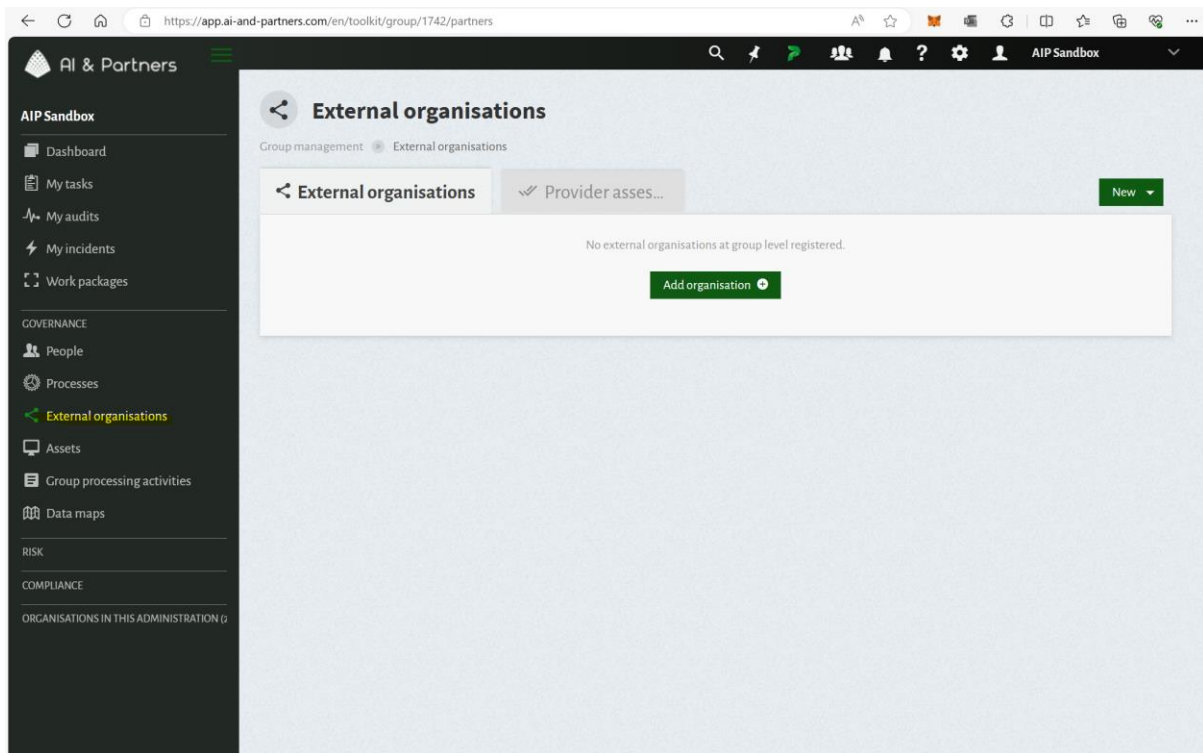 https://app.ai-and-partners.com/en/toolkit/group/1742/partners
AI & Partners
AIP Sandbox
AIP Sandbox
Dashboard
My tasks
My audits
My incidents
Work packages
GOVERNANCE
People
Processes
External organisations
Assets
Group processing activities
Data maps
RISK
COMPLIANCE
ORGANISATIONS IN THIS ADMINISTRATION (2
External organisations
Group management External organisations
External organisations
Provider asses...
New
No external organisations at group level registered.
Add organisation